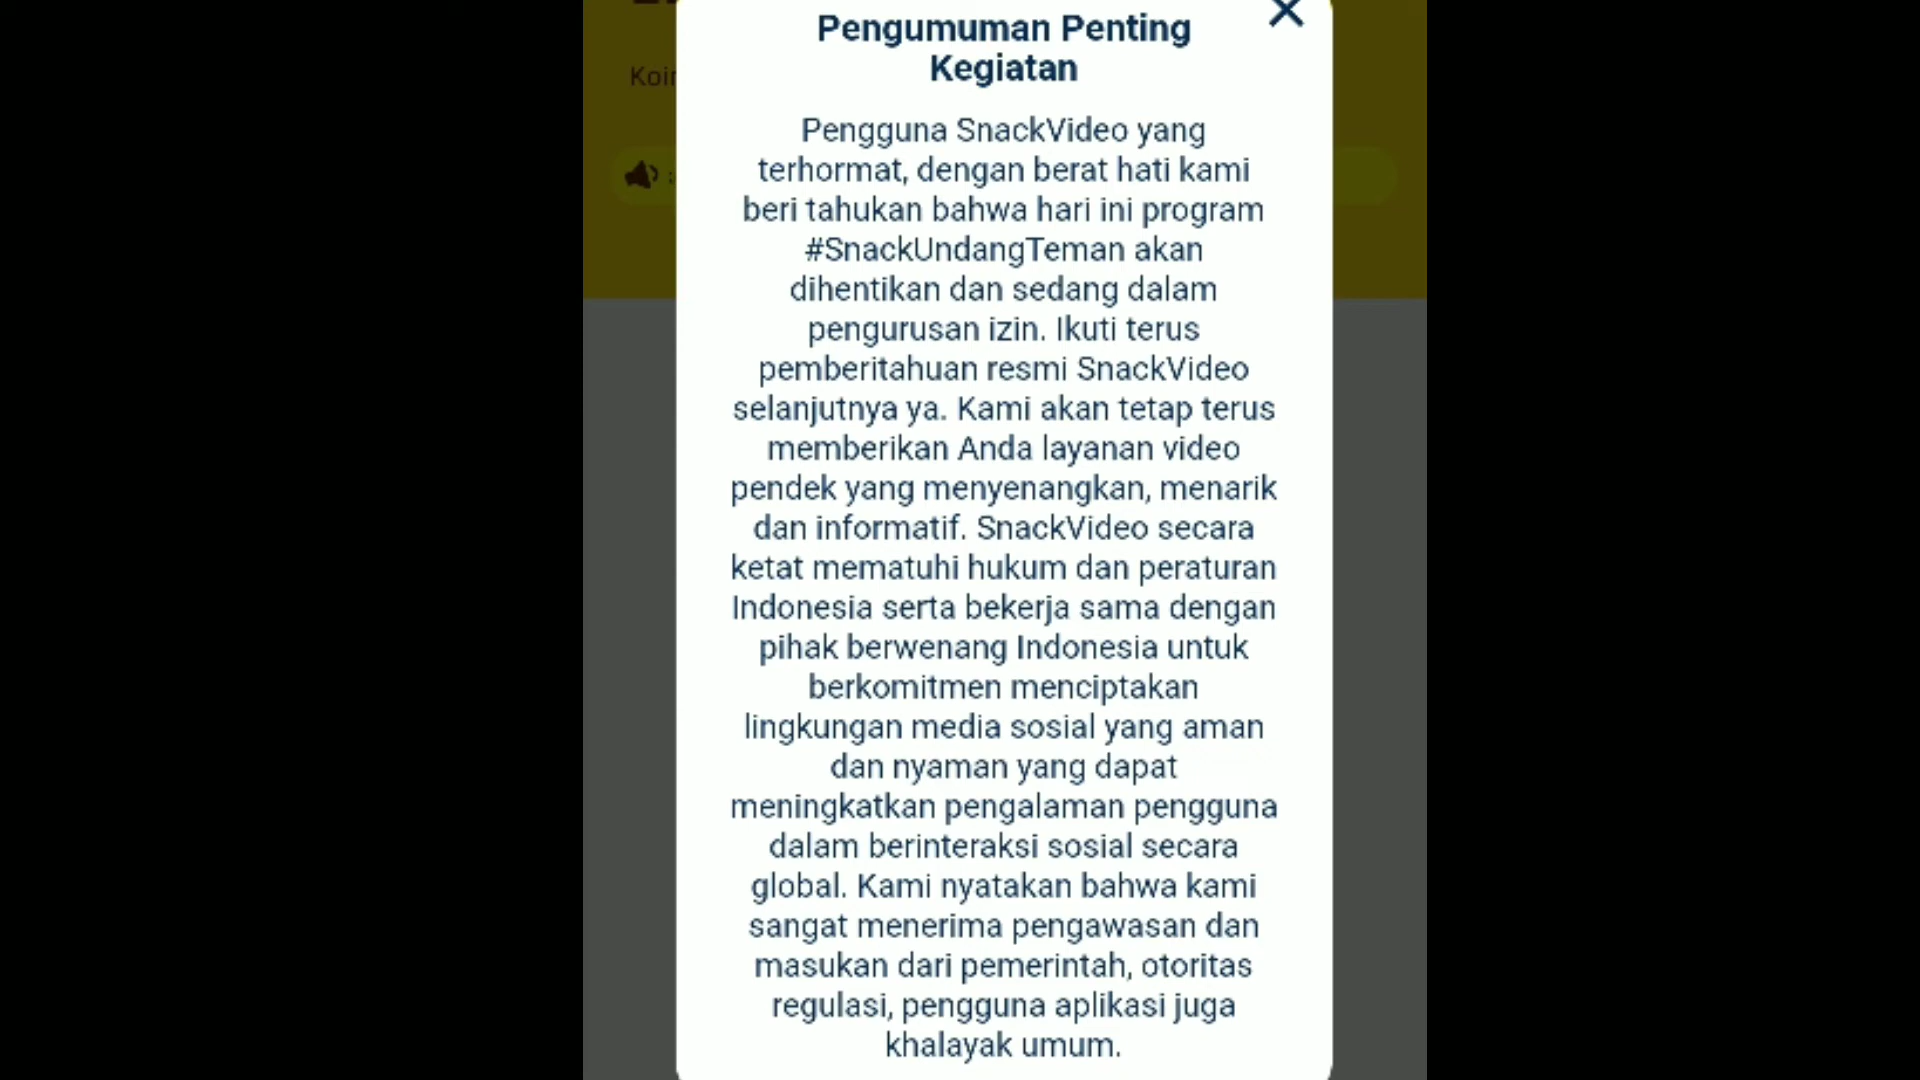 Pengumuman Penting
Kegiatan
Koin
Pengguna SnackVideo yang
terhormat, dengan berat hati kami
beri tahukan bahwa hari ini program
#SnackUndangTeman akan
dihentikan dan sedang dalam
pengurusan izin. Ikuti terus
pemberitahuan resmi SnackVideo
selanjutnya ya. Kami akan tetap terus
memberikan Anda layanan video
pendek yang menyenangkan, menarik
dan informatif. SnackVideo secara
ketat mematuhi hukum dan peraturan
Indonesia serta bekerja sama dengan
pihak berwenang Indonesia untuk
berkomitmen menciptakan
lingkungan media sosial yang aman
dan nyaman yang dapat
meningkatkan pengalaman pengguna
dalam berinteraksi sosial secara
global. Kami nyatakan bahwa kami
sangat menerima pengawasan dan
masukan dari pemerintah, otoritas
regulasi, pengguna aplikasi juga
khalayak umum.